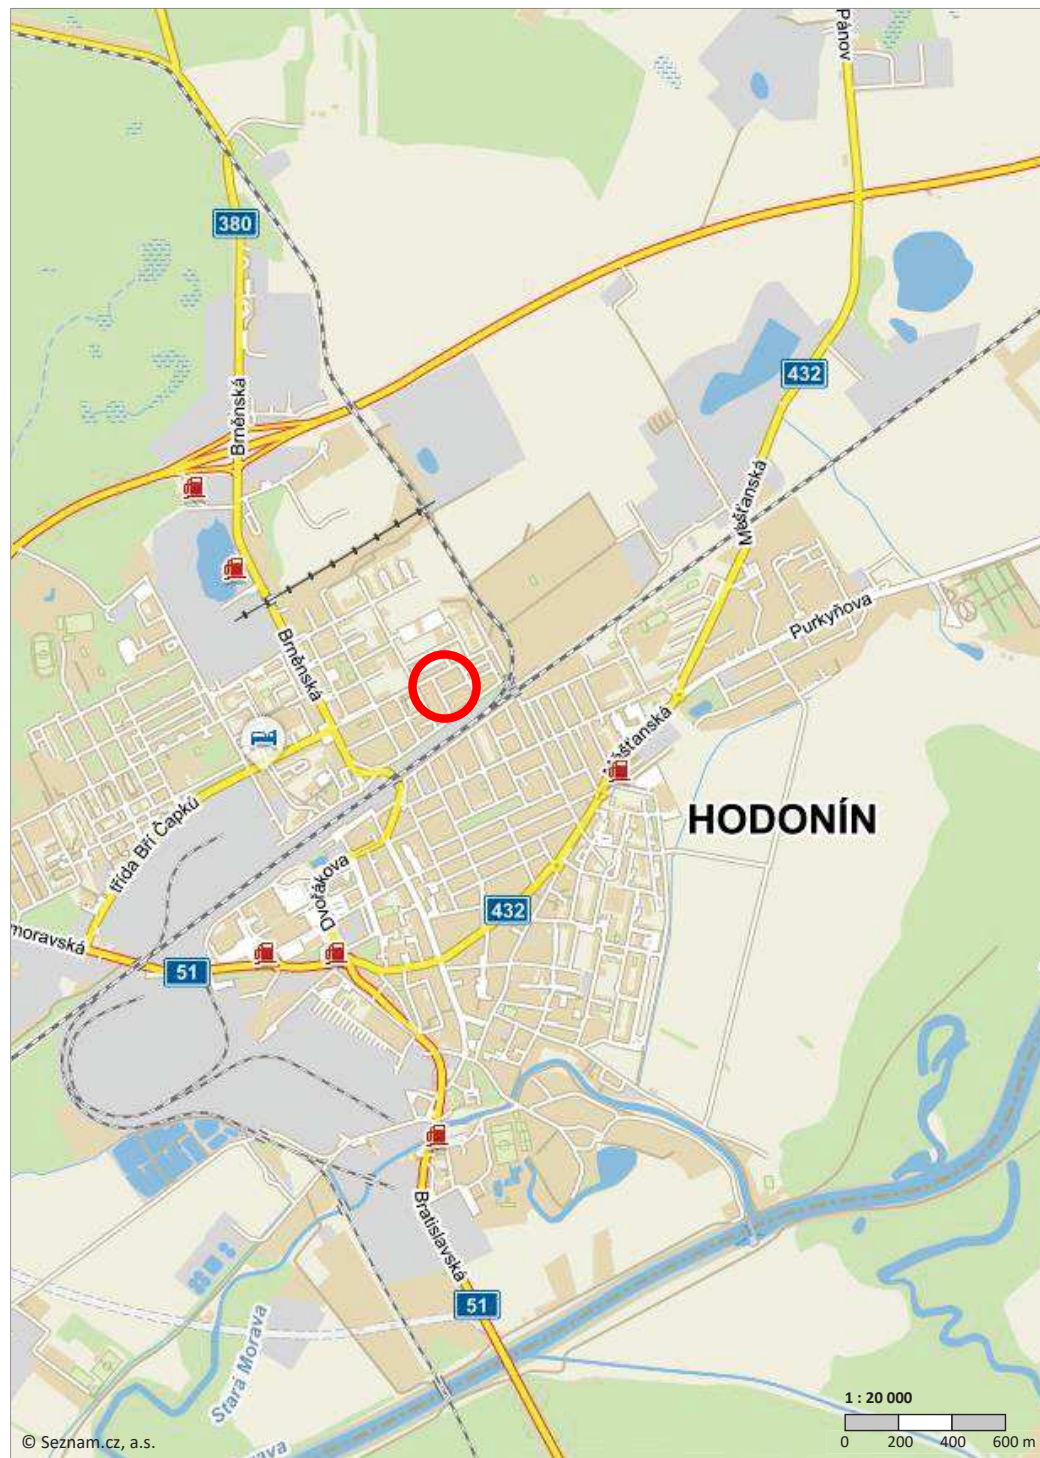 Pánov
380
432
Brněnská
Měšťanská
Purkyňova
Brněnská
Měšťanská
HODONÍN
třída Bří Čapků
Dvořákova
432
moravská
51
Bratislavská
51
Stará Morava
1 : 20 000
© Seznam.cz, a.s.
0 200 400 600 m